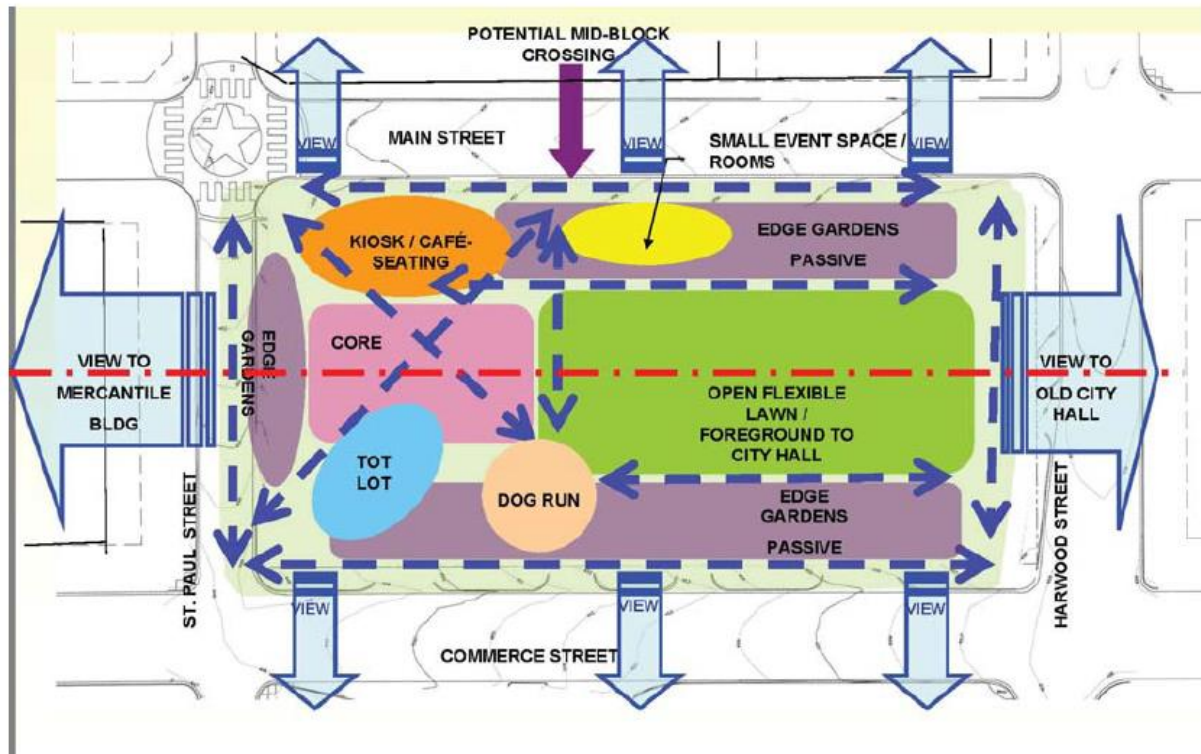 POTENTIAL MID-BLOCK
CROSSING
VIEW
MAIN STREET
VIEW
SMALL EVENT SPACE /
ROOMS
VIEW
KIOSK / CAFÉ-
SEATING
EDGE GARDENS
PASSIVE
EDGE
GARDENS
CORE
VIEW TO
MERCANTILE
BLDG
OPEN FLEXIBLE
LAWN /
FOREGROUND TO
CITY HALL
VIEW TO
OLD CITY
HALL
TOT
LOT
DOG RUN
EDGE
GARDENS
PASSIVE
ST. PAUL STREET
HARWOOD STREET
VIEW
VIEW
VIEW
COMMERCE STREET